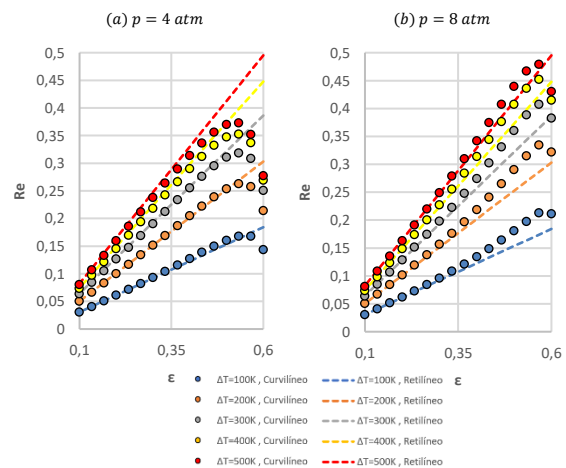 (a) p = 4 atm
(b) p = 8 atm
0,5
0,45
0,4
0,35
0,3
0,25
0,2
0,15
0,1
0,05
0
Re
0,1
0,35
0,6
ε
0,5
0,45
0,4
0,35
0,3
0,25
0,2
0,15
0,1
0,05
0
Re
0,1
0,35
0,6
ε
ΔT=100K , Curvilíneo
ΔT=100K , Retilíneo
ΔT=200K , Curvilíneo
ΔT=200K , Retilíneo
ΔT=300K , Curvilíneo
ΔT=300K , Retilíneo
ΔT=400K , Curvilíneo
ΔT=400K , Retilíneo
ΔT=500K , Curvilíneo
ΔT=500K , Retilíneo